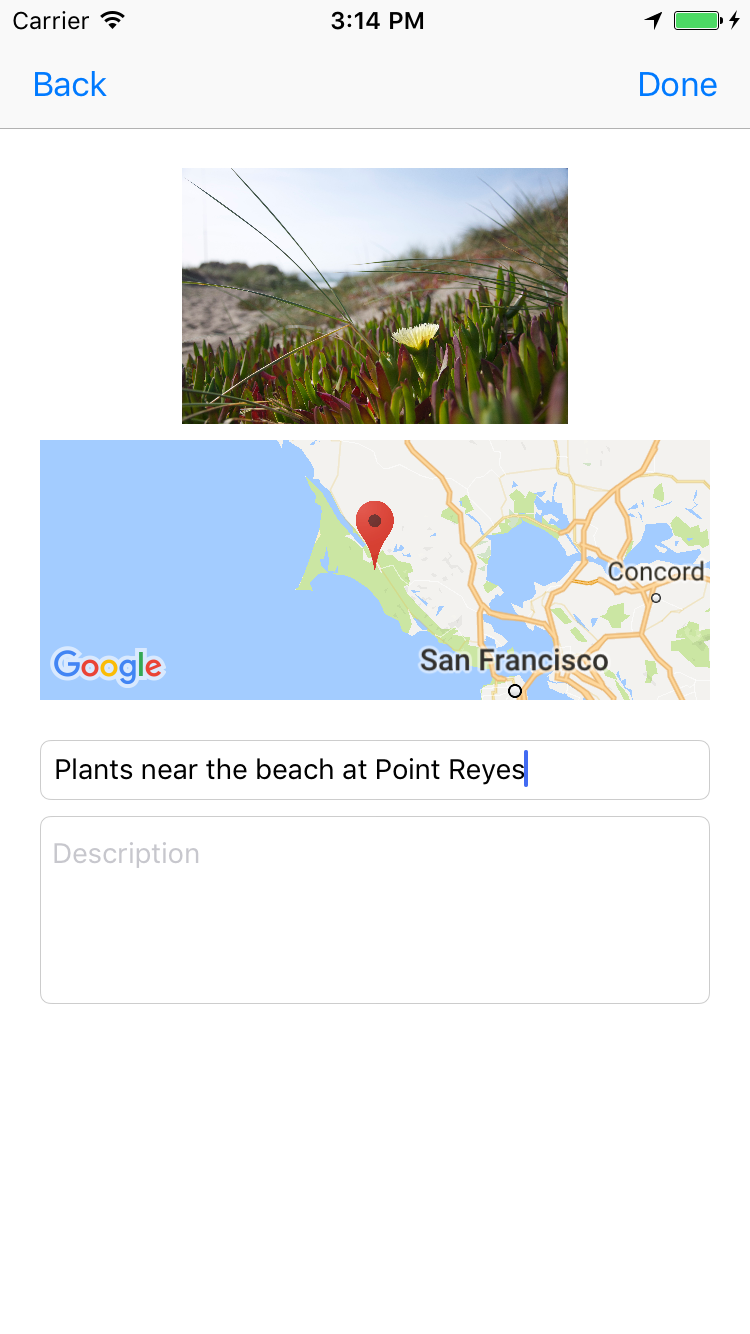 Carrier 3:14 PM
Back Done
Concord
San Francisco
Google
Plants near the beach at Point Reyes
Description